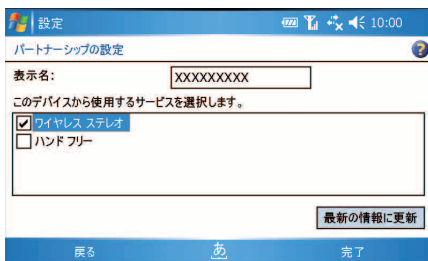 設定 10:00
パートナーシップの設定
表示名: XXXXXXXXX
このデバイスから使用するサービスを選択します。
ワイヤレス ステレオ
ハンド フリー
最新の情報に更新
戻る あ 完了